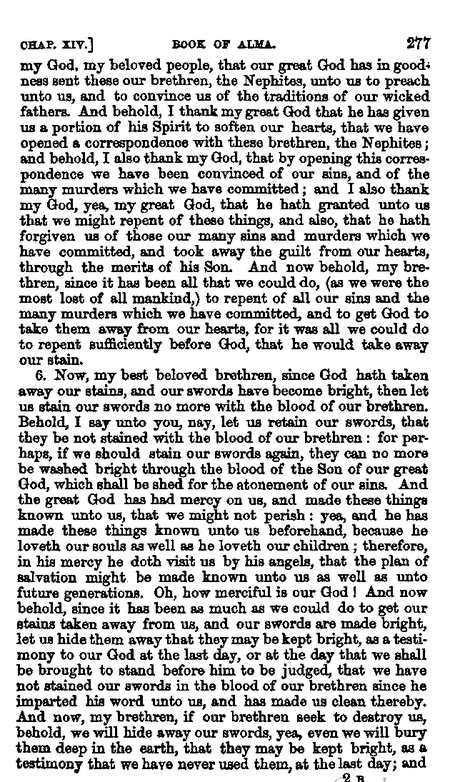 CHAP. XIV.] BOOK OF ALMA. 277
my God, my beloved people, that our great God has in good-
ness sent these our brethren, the Nephites, unto us to preach
unto us, and to convince us of the traditions of our wicked
fathers. And behold, I thank my great God that he has given
us a portion of his Spirit to soften our hearts, that we have
opened a correspondence with these brethren, the Nephites;
and behold, I also thank my God, that by opening this corres-
pondence we have been convinced of our sins, and of the
many murders which we have committed; and I also thank
my God, yea, my great God, that he hath granted unto us
that we might repent of these things, and also, that he hath
forgiven us of those our many sins and murders which we
have committed, and took away the guilt from our hearts,
through the merits of his Son. And now behold, my bre-
thren, since it has been all that we could do, (as we were the
most lost of all mankind,) to repent of all our sins and the
many murders which we have committed, and to get God to
take them away from our hearts, for it was all we could do
to repent sufficiently before God, that he would take away
our stain.
6. Now, my best beloved brethren, since God hath taken
away our stains, and our swords have become bright, then let
us stain our swords no more with the blood of our brethren.
Behold, I say unto you, nay, let us retain our swords, that
they be not stained with the blood of our brethren: for per-
haps, if we should stain our swords again, they can no more
be washed bright through the blood of the Son of our great
God, which shall be shed for the atonement of our sins. And
the great God has had mercy on us, and made these things
known unto us, that we might not perish: yea, and he has
made these things known unto us beforehand, because he
loveth our souls as well as he loveth our children; therefore,
in his mercy he doth visit us by his angels, that the plan of
salvation might be made known unto us as well as unto
future generations. Oh, how merciful is our God! And now
behold, since it has been as much as we could do to get our
stains taken away from us, and our swords are made bright,
let us hide them away that they may be kept bright, as a testi-
mony to our God at the last day, or at the day that we shall
be brought to stand before him to be judged, that we have
not stained our swords in the blood of our brethren since he
imparted his word unto us, and has made us clean thereby.
And now, my brethren, if our brethren seek to destroy us,
behold, we will hide away our swords, yea, even we will bury
them deep in the earth, that they may be kept bright, as a
testimony that we have never used them, at the last day; and
2 B